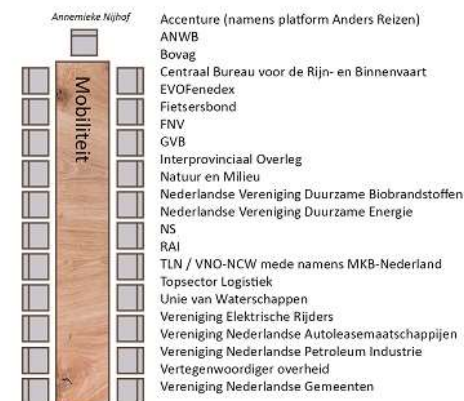 Annemieke Nijhof
Mobiliteit
Accenture (namens platform Anders Reizen)
ANWB
Bovag
Centraal Bureau voor de Rijn- en Binnenvaart
EVOFenedex
Fietsersbond
FNV
GVB
Interprovinciaal Overleg
Natuur en Milieu
Nederlandse Vereniging Duurzame Biobrandstoffen
Nederlandse Vereniging Duurzame Energie
NS
RAI
TLN / VNO-NCW mede namens MKB-Nederland
Topsector Logistiek
Unie van Waterschappen
Vereniging Elektrische Rijders
Vereniging Nederlandse Autoleasemaatschappijen
Vereniging Nederlandse Petroleum Industrie
Vertegenwoordiger overheid
Vereniging Nederlandse Gemeenten